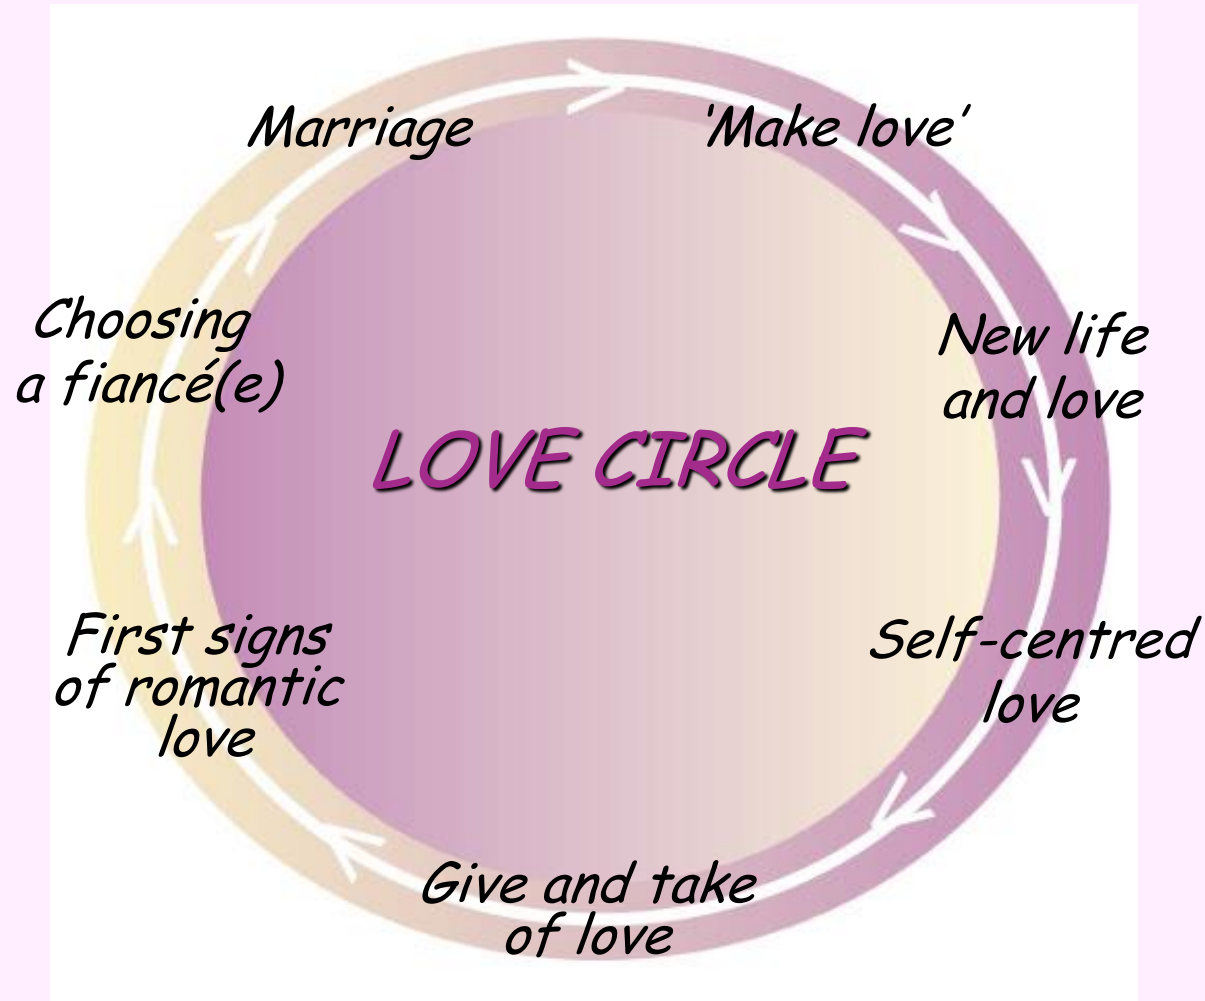 Marriage
‘Make love’
Choosing
a fiancé(e)
New life
and love
LOVE CIRCLE
First signs
of romantic
love
Self-centred
love
Give and take
of love